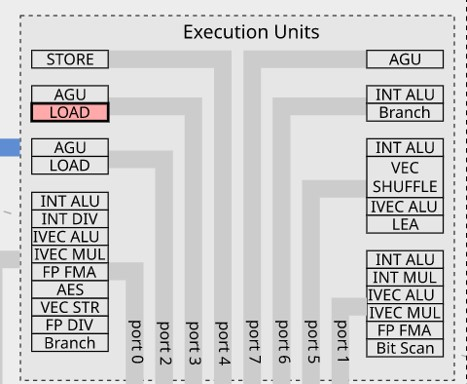 Execution Units
STORE
AGU
LOAD
AGU
LOAD
INT ALU
INT DIV
IVEC ALU
IVEC MUL
FP FMA
AES
VEC STR
FP DIV
Branch
port 0
port 2
port 3
port 4
port 7
port 6
port 5
port 1
AGU
INT ALU
Branch
INT ALU
VEC
SHUFFLE
IVEC ALU
LEA
INT ALU
INT MUL
IVEC ALU
IVEC MUL
FP FMA
Bit Scan